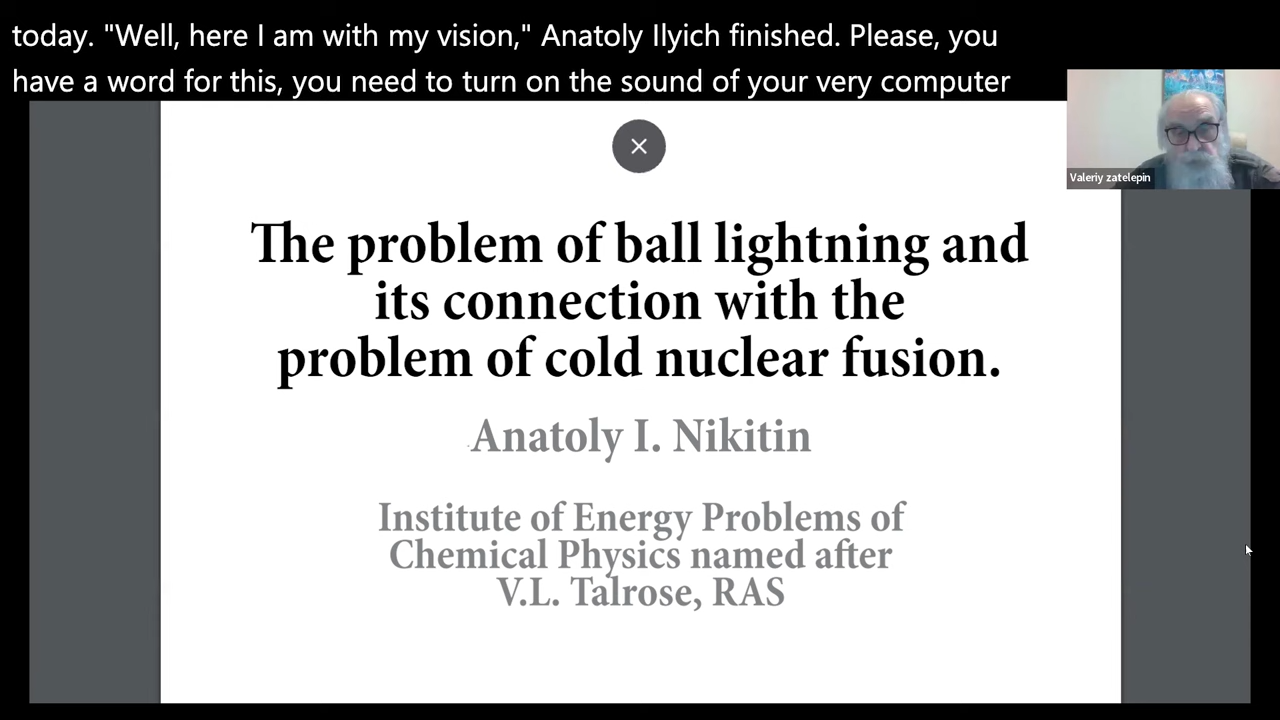 today. "Well, here I am with my vision," Anatoly Ilyich finished. Please, you
have a word for this, you need to turn on the sound of your very computer
Valeriy zatelepin
The problem of ball lightning and
its connection with the
problem of cold nuclear fusion.
Anatoly I. Nikitin
Institute of Energy Problems of
Chemical Physics named after
V.L. Talrose, RAS